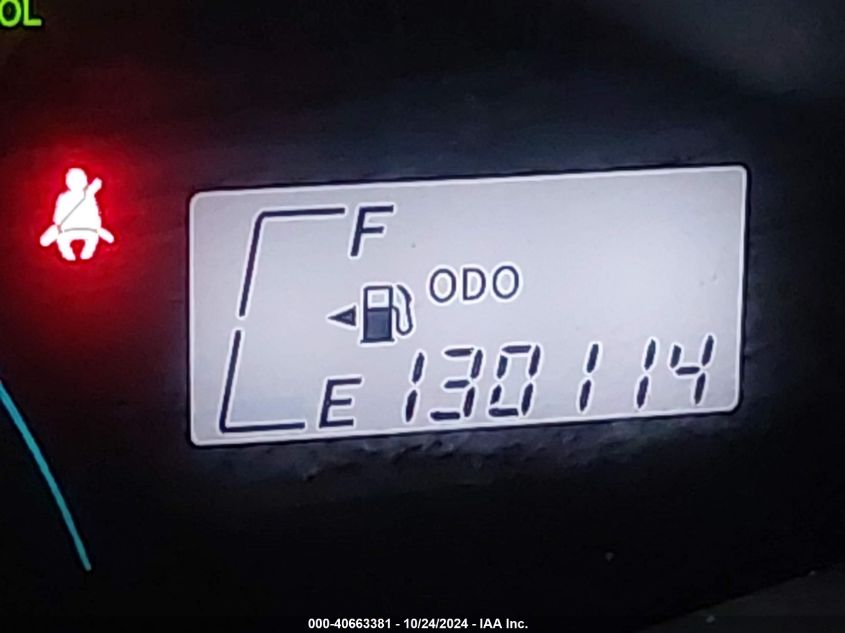 OL
F
ODO
E 130114
000-40663381 - 10/24/2024 - IAA Inc.